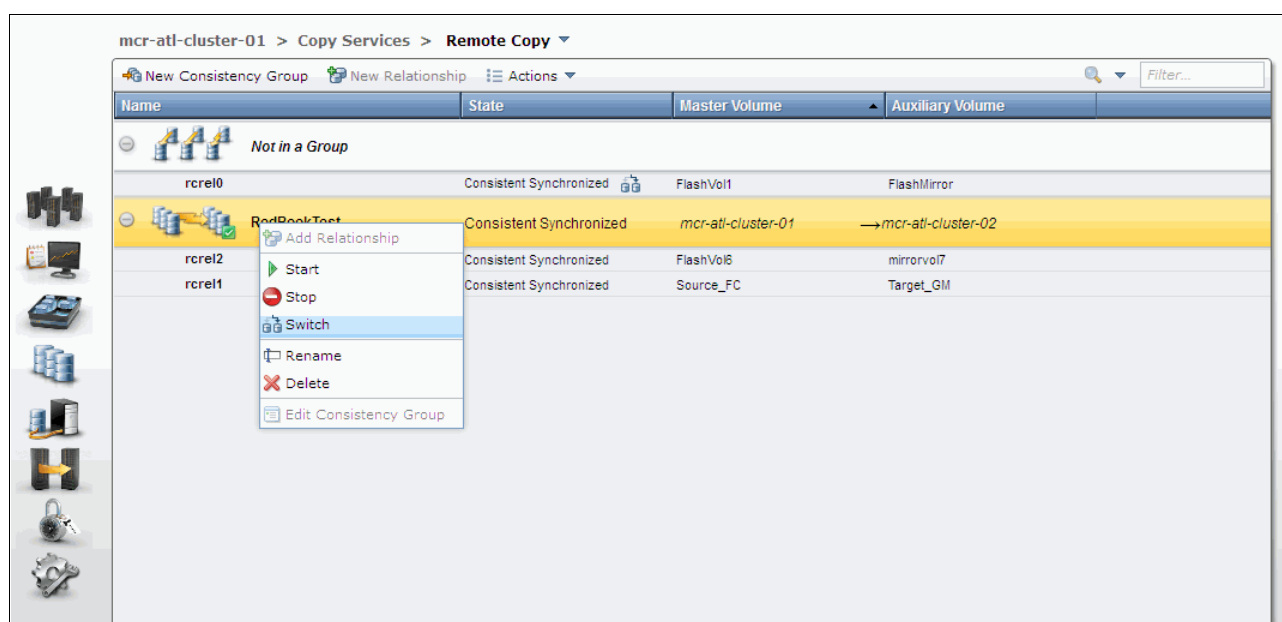 mcr-atl-cluster-01 > Copy Services > Remote Copy
New Consistency Group New Relationship Actions Filter...
Name State Master Volume Auxiliary Volume
Not in a Group
rcrel0 Consistent Synchronized FlashVol1 FlashMirror
RedBookTest Consistent Synchronized mcr-atl-cluster-01 →mcr-atl-cluster-02
Add Relationship
rcrel2 Consistent Synchronized FlashVol6 mirrorvol7
Start
rcrel1 Consistent Synchronized Source_FC Target_GM
Stop
Switch
Rename
Delete
Edit Consistency Group